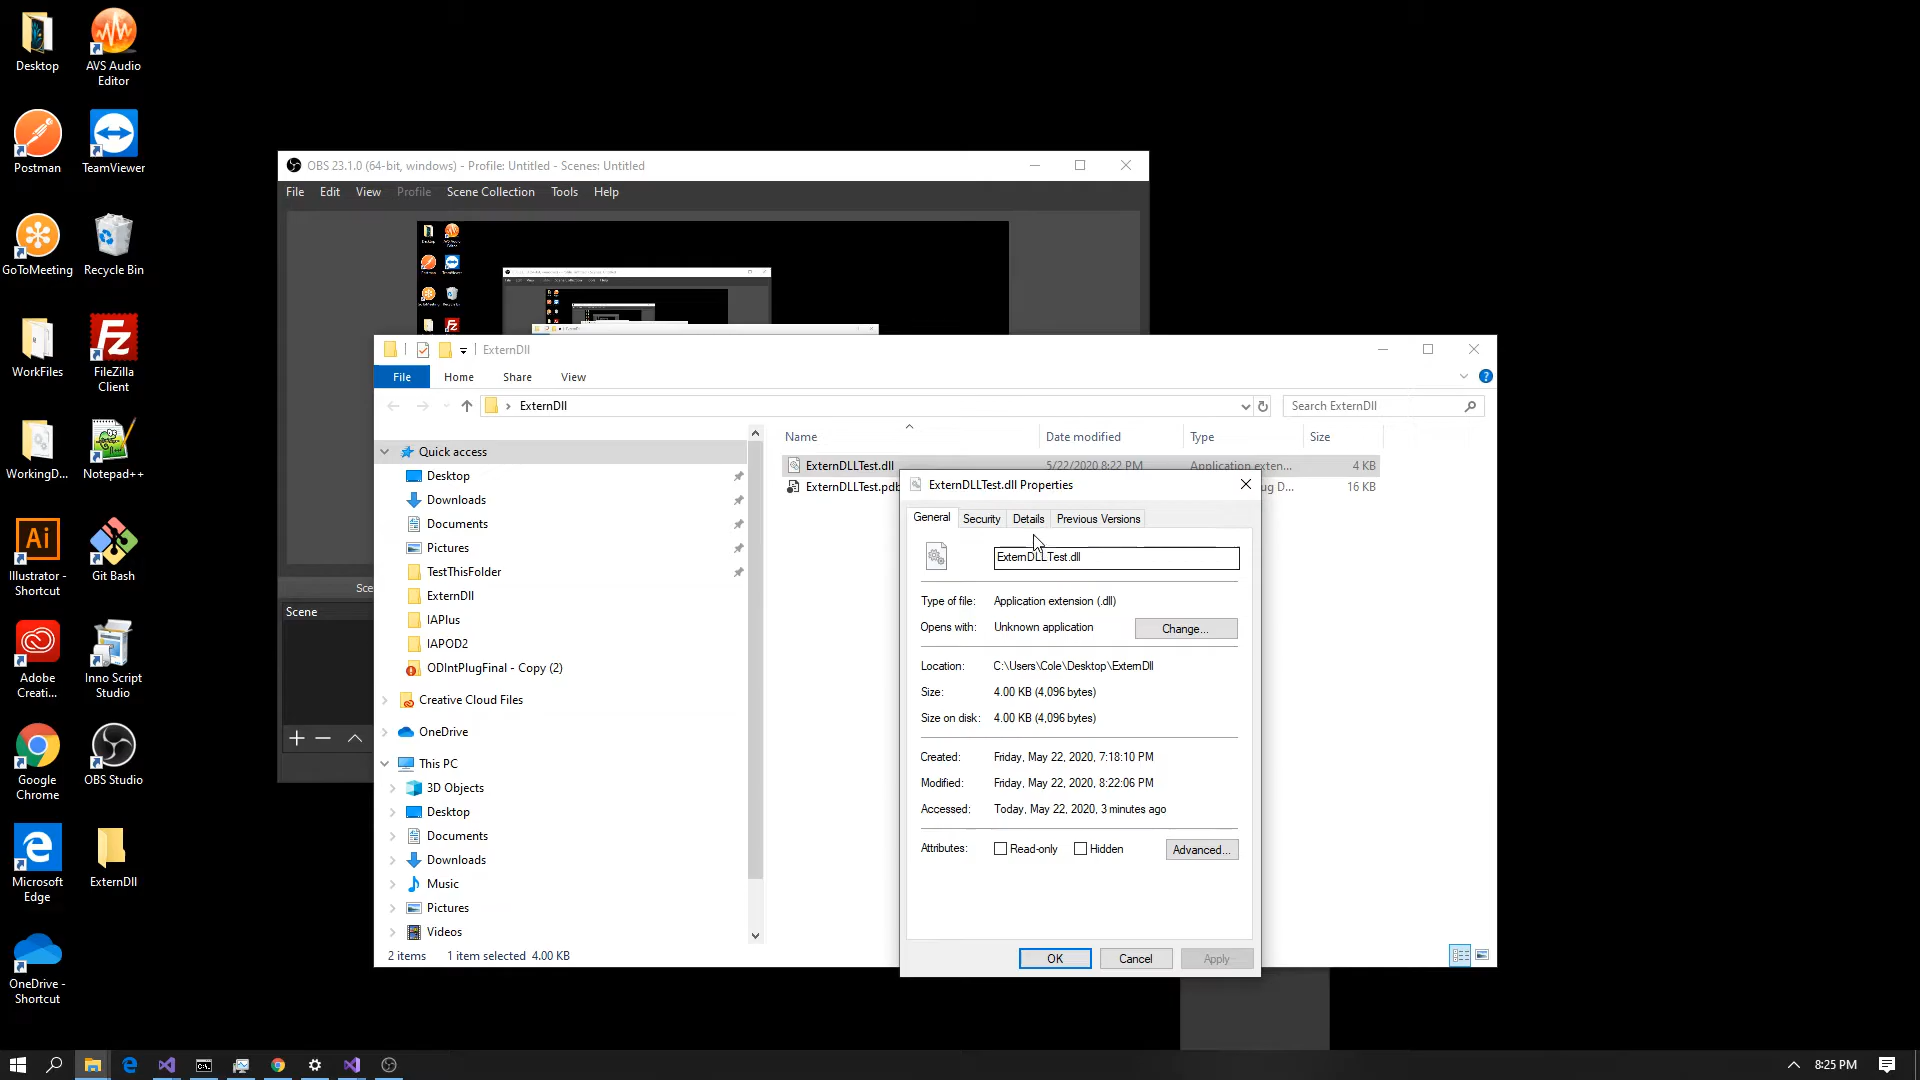 Desktop
AVS Audio
Editor
Postman
TeamViewer
GoToMeeting
Recycle Bin
WorkFiles
FileZilla
Client
WorkingD...
Notepad++
Illustrator -
Shortcut
Git Bash
Adobe
Creati...
Inno Script
Studio
Google
Chrome
OBS Studio
Microsoft
Edge
ExternDll
OneDrive -
Shortcut
OBS 23.1.0 (64-bit, windows) - Profile: Untitled - Scenes: Untitled
File Edit View Profile Scene Collection Tools Help
Sce
Scene
ExternDll
File Home Share View
ExternDll
Search ExternDll
Quick access
Desktop
Downloads
Documents
Pictures
TestThisFolder
ExternDll
IAPlus
IAPOD2
ODIntPlugFinal - Copy (2)
Creative Cloud Files
OneDrive
This PC
3D Objects
Desktop
Documents
Downloads
Music
Pictures
Videos
Name Date modified Type Size
ExternDLLTest.dll 5/22/2020 8:22 PM Application exten... 4 KB
ExternDLLTest.pdb ug D... 16 KB
2 items 1 item selected 4.00 KB
ExternDLLTest.dll Properties
General Security Details Previous Versions
ExternDLLTest.dll
Type of file: Application extension (.dll)
Opens with: Unknown application Change...
Location: C:\Users\Cole\Desktop\ExternDll
Size: 4.00 KB (4,096 bytes)
Size on disk: 4.00 KB (4,096 bytes)
Created: Friday, May 22, 2020, 7:18:10 PM
Modified: Friday, May 22, 2020, 8:22:06 PM
Accessed: Today, May 22, 2020, 3 minutes ago
Attributes: Read-only Hidden Advanced...
OK Cancel Apply
8:25 PM